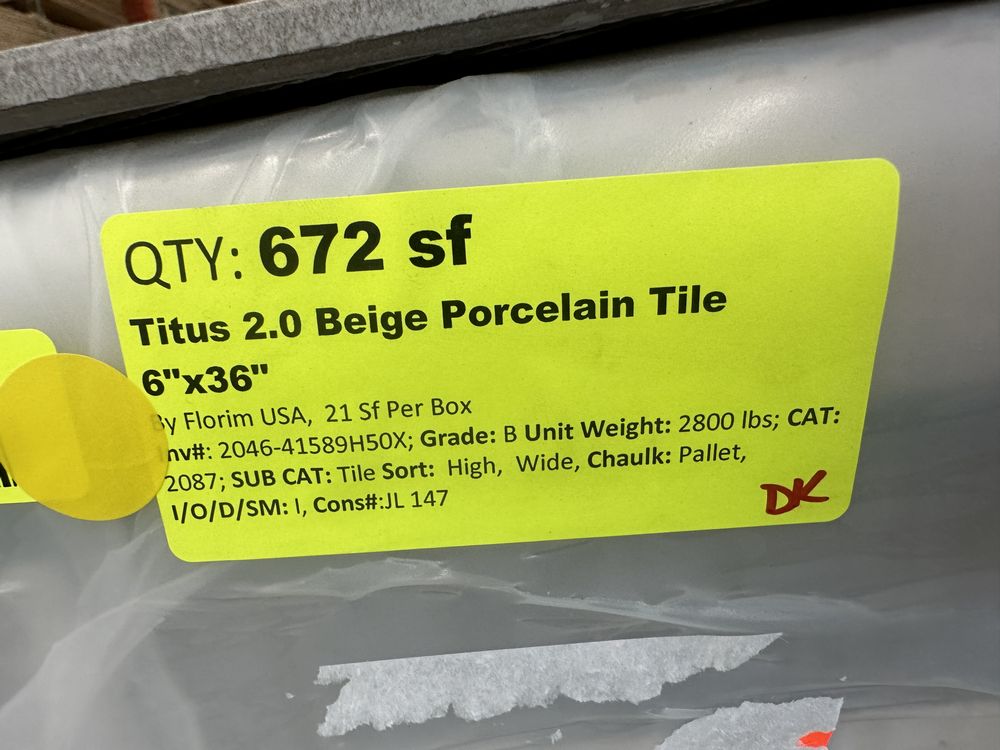 QTY: 672 sf
Titus 2.0 Beige Porcelain Tile
6"x36"
By Florim USA, 21 Sf Per Box
Inv#: 2046-41589H50X; Grade: B Unit Weight: 2800 lbs; CAT:
2087; SUB CAT: Tile Sort: High, Wide, Chaulk: Pallet,
I/O/D/SM: I, Cons#:JL 147
DK